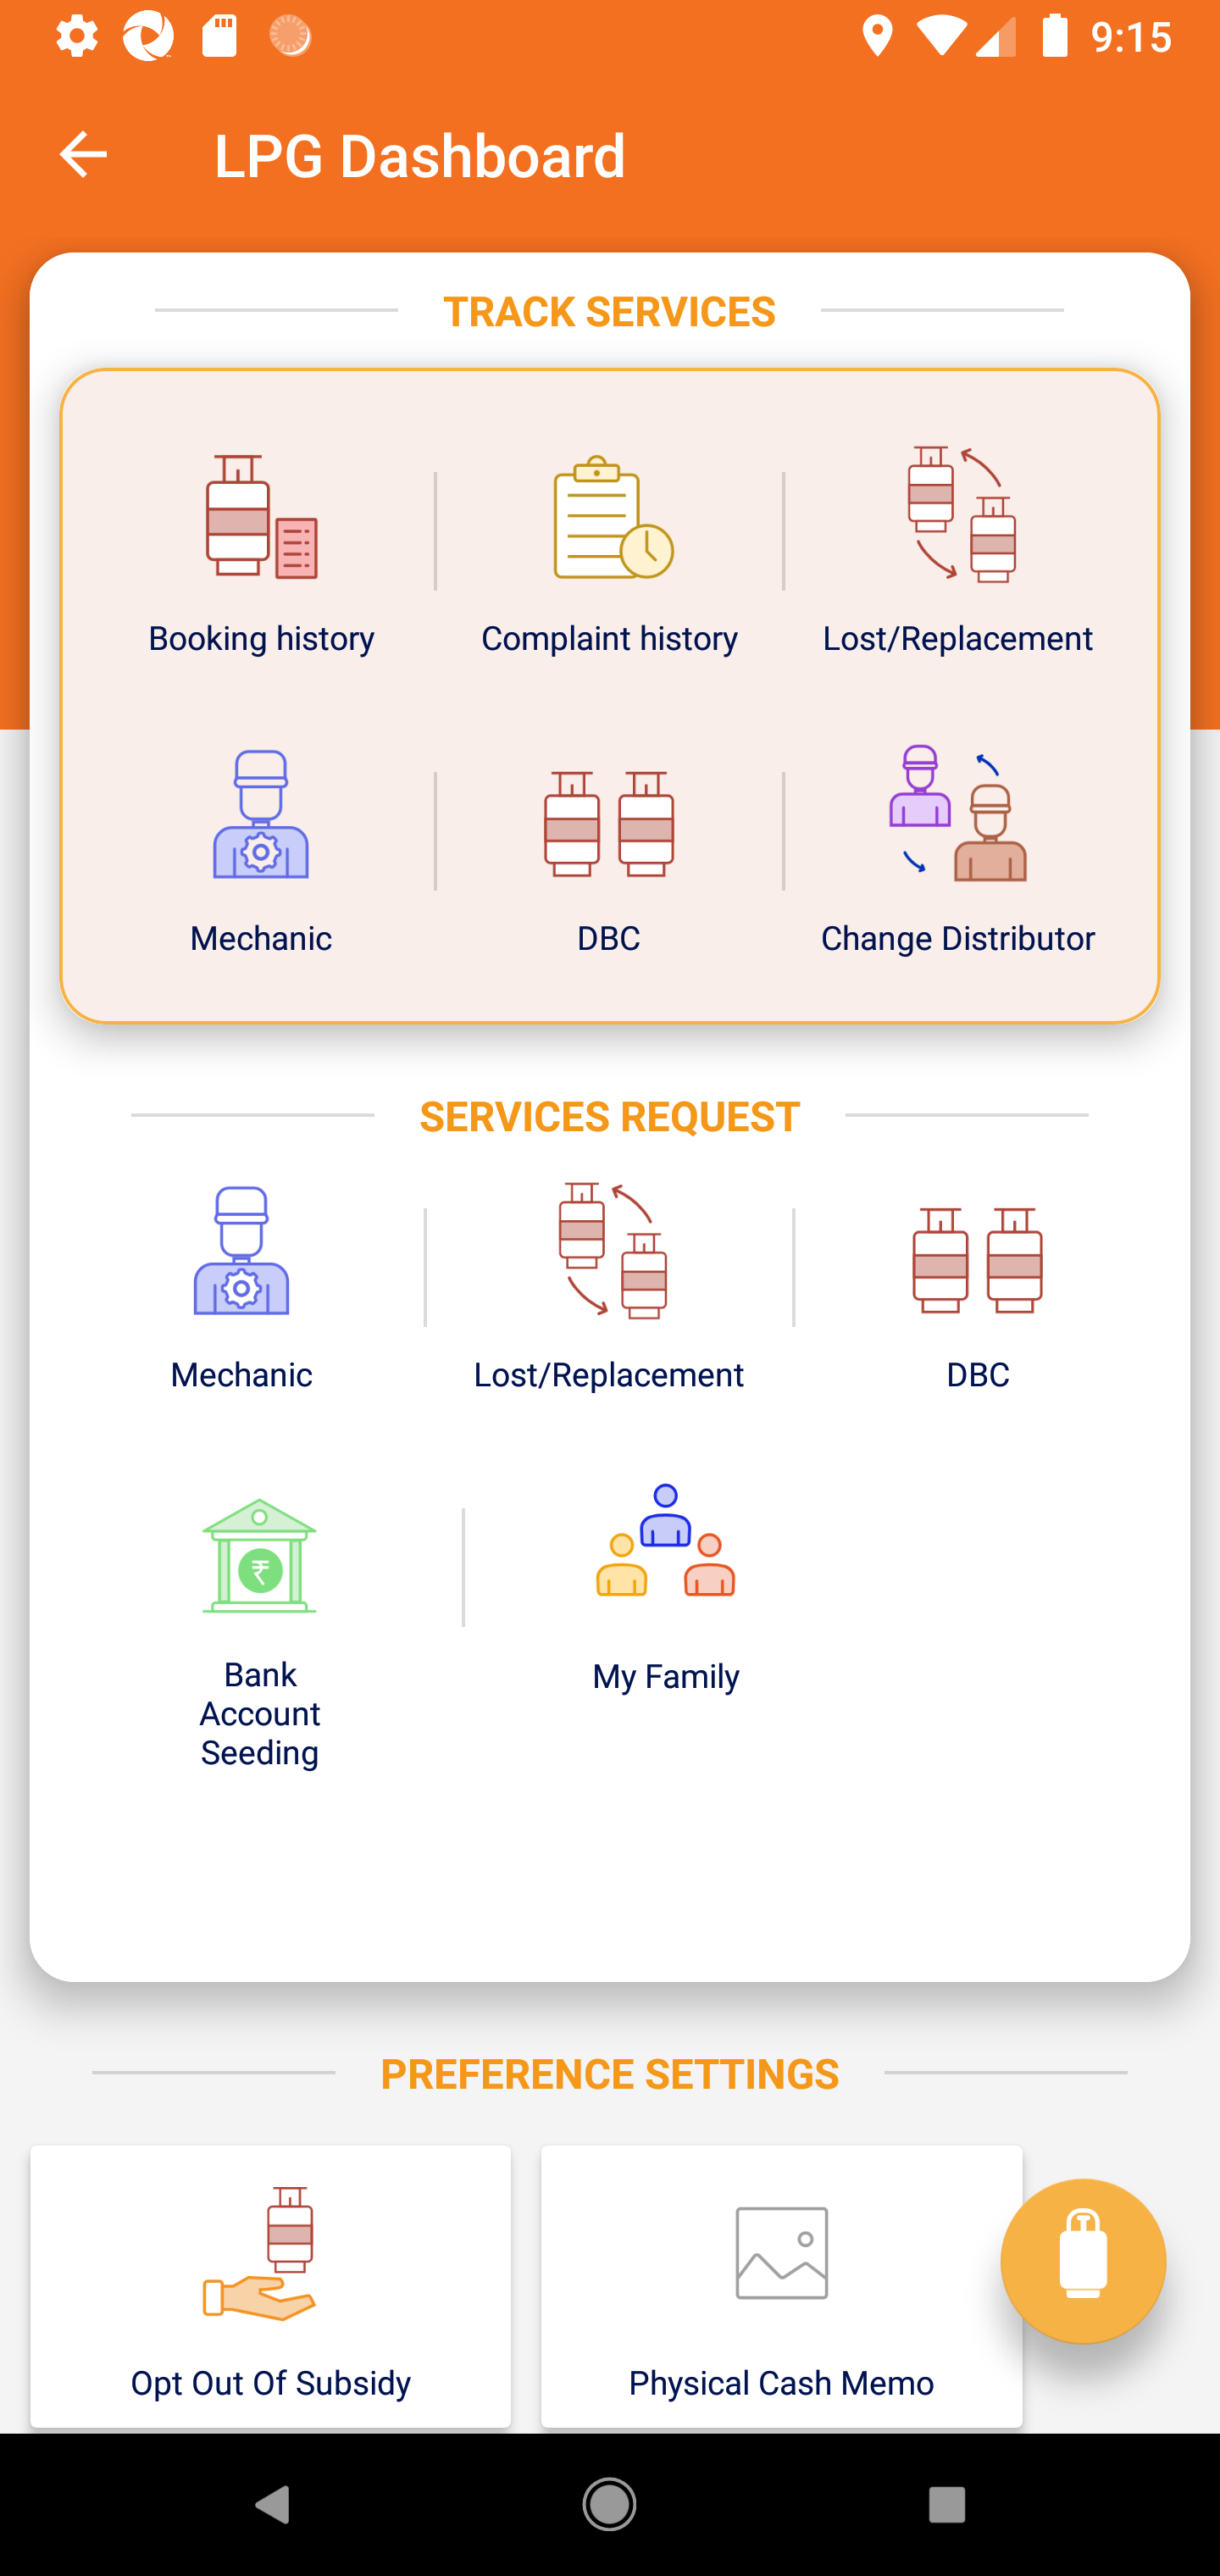 9:15
LPG Dashboard
TRACK SERVICES
Booking history
Complaint history
Lost/Replacement
Mechanic
DBC
Change Distributor
SERVICES REQUEST
Mechanic
Lost/Replacement
DBC
₹
Bank
Account
Seeding
My Family
PREFERENCE SETTINGS
Opt Out Of Subsidy
Physical Cash Memo